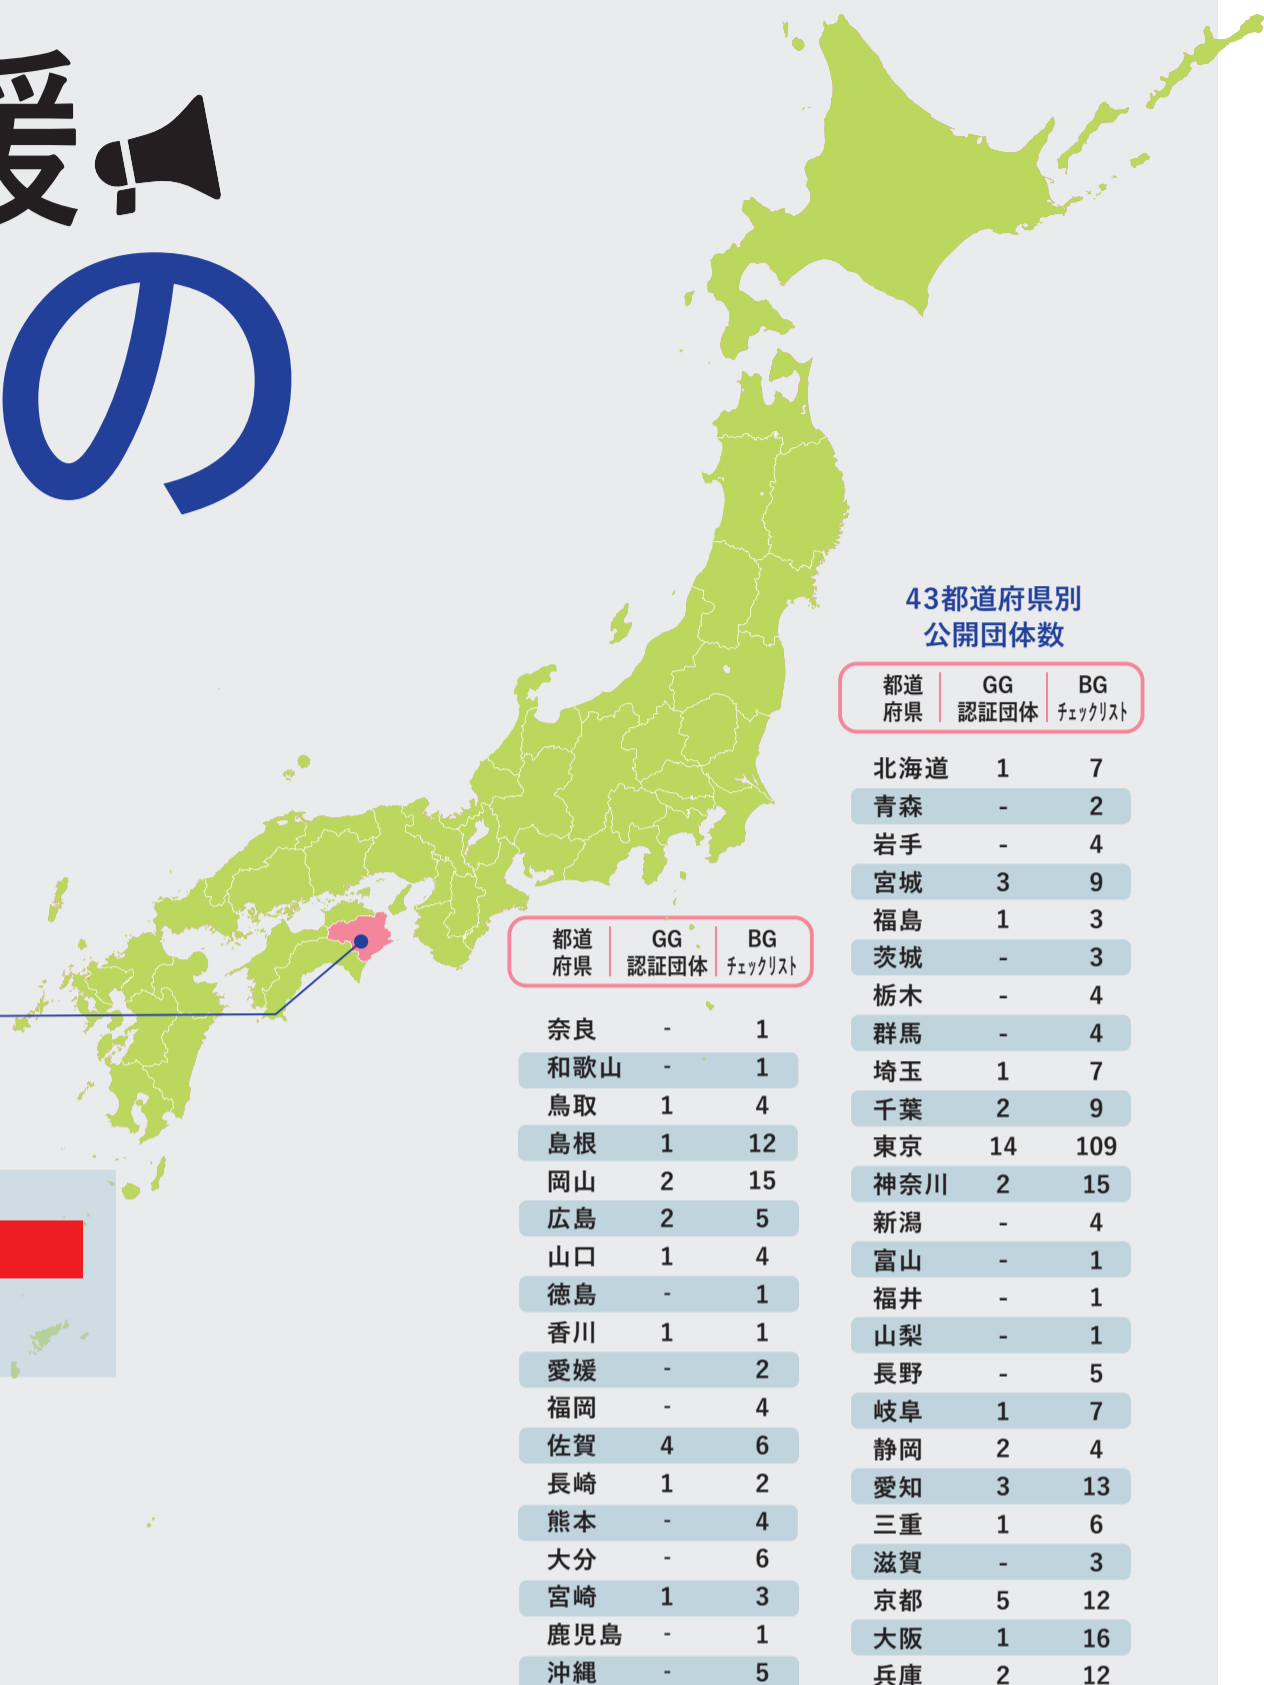 援
の
43都道府県別
公開団体数
都道 GG BG
府県 認証団体 チェックリスト
北海道 1 7
青森 - 2
岩手 - 4
宮城 3 9
福島 1 3
茨城 - 3
栃木 - 4
群馬 - 4
埼玉 1 7
千葉 2 9
東京 14 109
神奈川 2 15
新潟 - 4
富山 - 1
福井 - 1
山梨 - 1
長野 - 5
岐阜 1 7
静岡 2 4
愛知 3 13
三重 1 6
滋賀 - 3
京都 5 12
大阪 1 16
兵庫 2 12
都道 GG BG
府県 認証団体 チェックリスト
奈良 - 1
和歌山 - 1
鳥取 1 4
島根 1 12
岡山 2 15
広島 2 5
山口 1 4
徳島 - 1
香川 1 1
愛媛 - 2
福岡 - 4
佐賀 4 6
長崎 1 2
熊本 - 4
大分 - 6
宮崎 1 3
鹿児島 - 1
沖縄 - 5